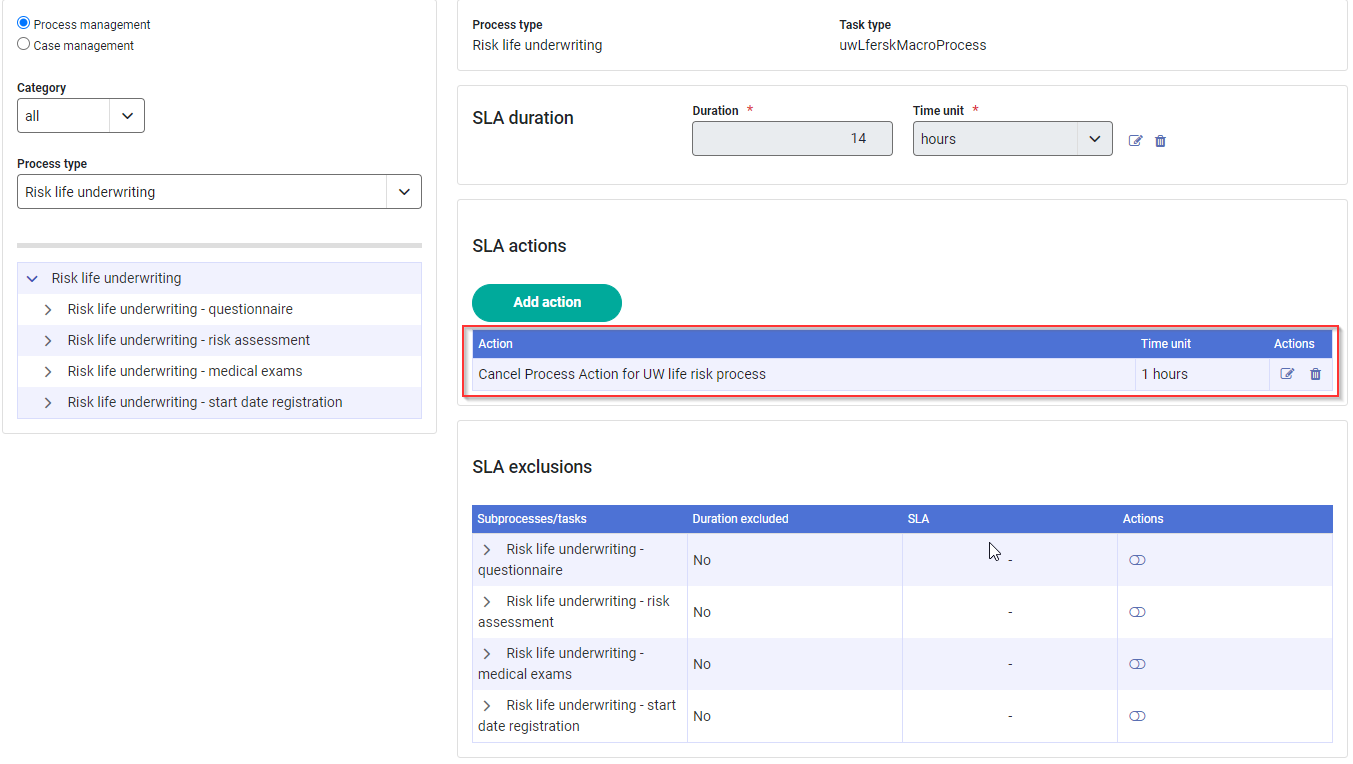 Process management
Case management
Category
all
Process type
Risk life underwriting
Risk life underwriting
Risk life underwriting - questionnaire
Risk life underwriting - risk assessment
Risk life underwriting - medical exams
Risk life underwriting - start date registration
Process type Task type
Risk life underwriting uwLferskMacroProcess
SLA duration
Duration * Time unit *
14 hours
SLA actions
Add action
Action Time unit Actions
Cancel Process Action for UW life risk process 1 hours
SLA exclusions
Subprocesses/tasks Duration excluded SLA Actions
Risk life underwriting -
questionnaire
No -
Risk life underwriting - risk
assessment
No -
Risk life underwriting -
medical exams
No -
Risk life underwriting - start
date registration
No -